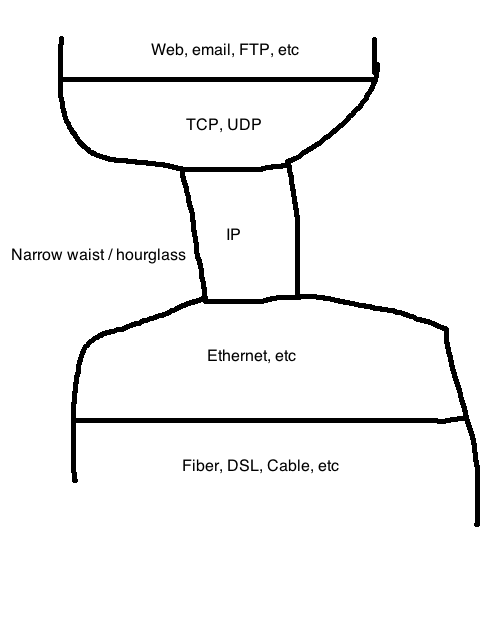 Web, email, FTP, etc
TCP, UDP
IP
Narrow waist / hourglass
Ethernet, etc
Fiber, DSL, Cable, etc